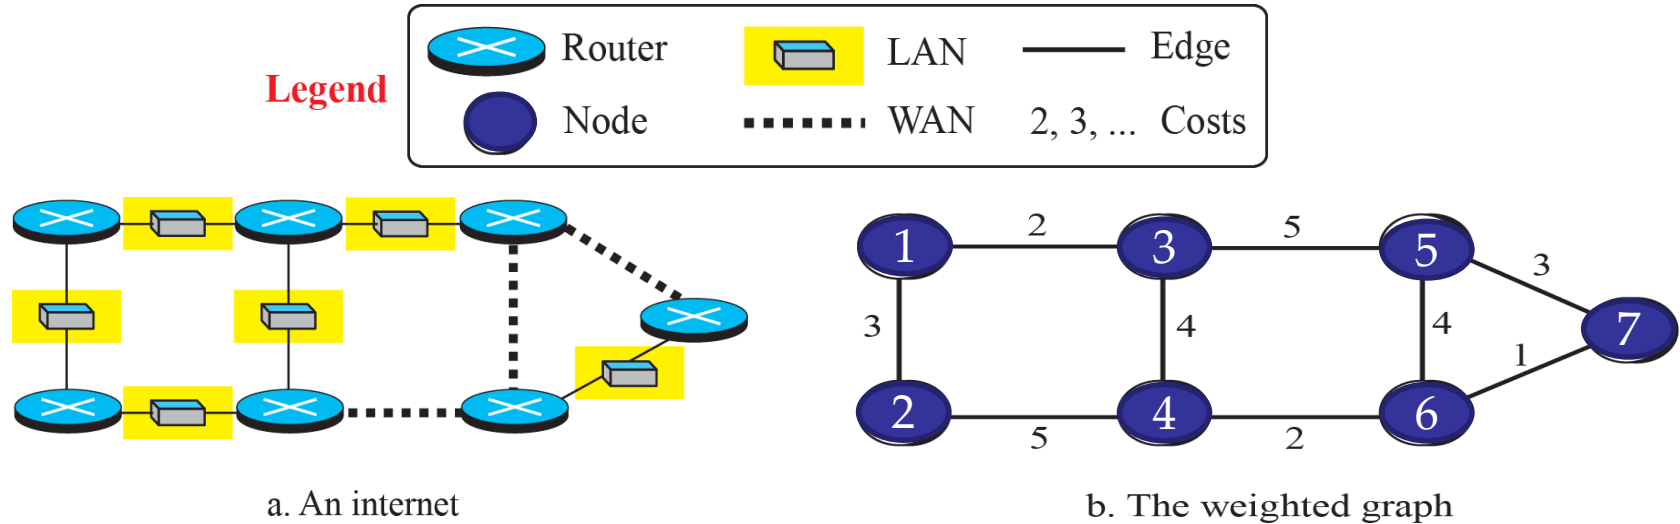 Legend
Router
LAN
Edge
Node
WAN
2, 3, ... Costs
1
2
3
5
5
3
3
4
4
7
1
2
5
4
2
6
a. An internet
b. The weighted graph